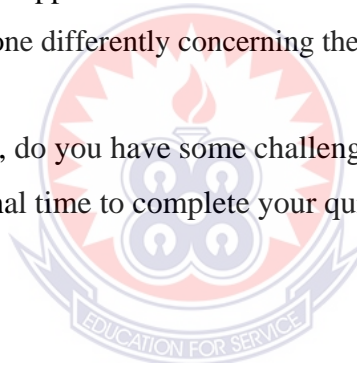 one differently concerning the
, do you have some challeng
nal time to complete your qu
EDUCATION FOR SERVICE